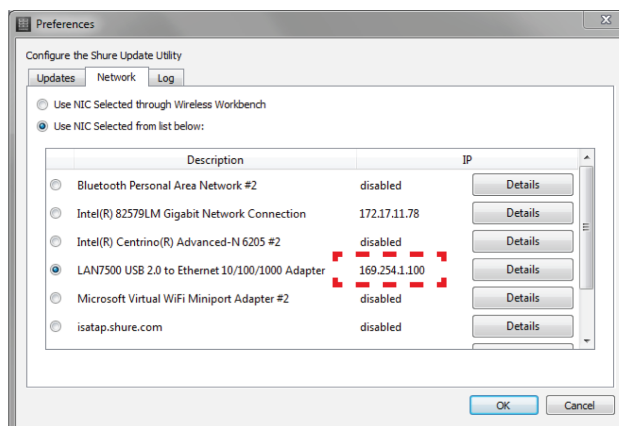 Preferences
Configure the Shure Update Utility
Updates Network Log
Use NIC Selected through Wireless Workbench
Use NIC Selected from list below:
Description IP
Bluetooth Personal Area Network #2 disabled Details
Intel(R) 82579LM Gigabit Network Connection 172.17.11.78 Details
Intel(R) Centrino(R) Advanced-N 6205 #2 disabled Details
LAN7500 USB 2.0 to Ethernet 10/100/1000 Adapter 169.254.1.100 Details
Microsoft Virtual WiFi Miniport Adapter #2 disabled Details
isatap.shure.com disabled Details
OK Cancel